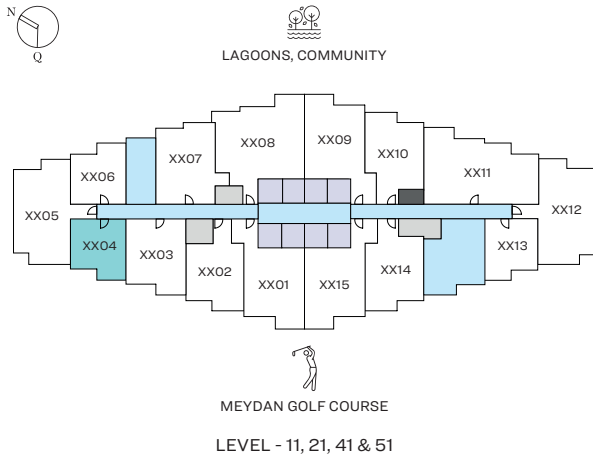 N
Q
LAGOONS, COMMUNITY
XX08
XX09
XX07
XX10
XX06
XX11
XX05
XX12
XX04
XX03
XX13
XX02
XX14
XX01
XX15
MEYDAN GOLF COURSE
LEVEL - 11, 21, 41 & 51